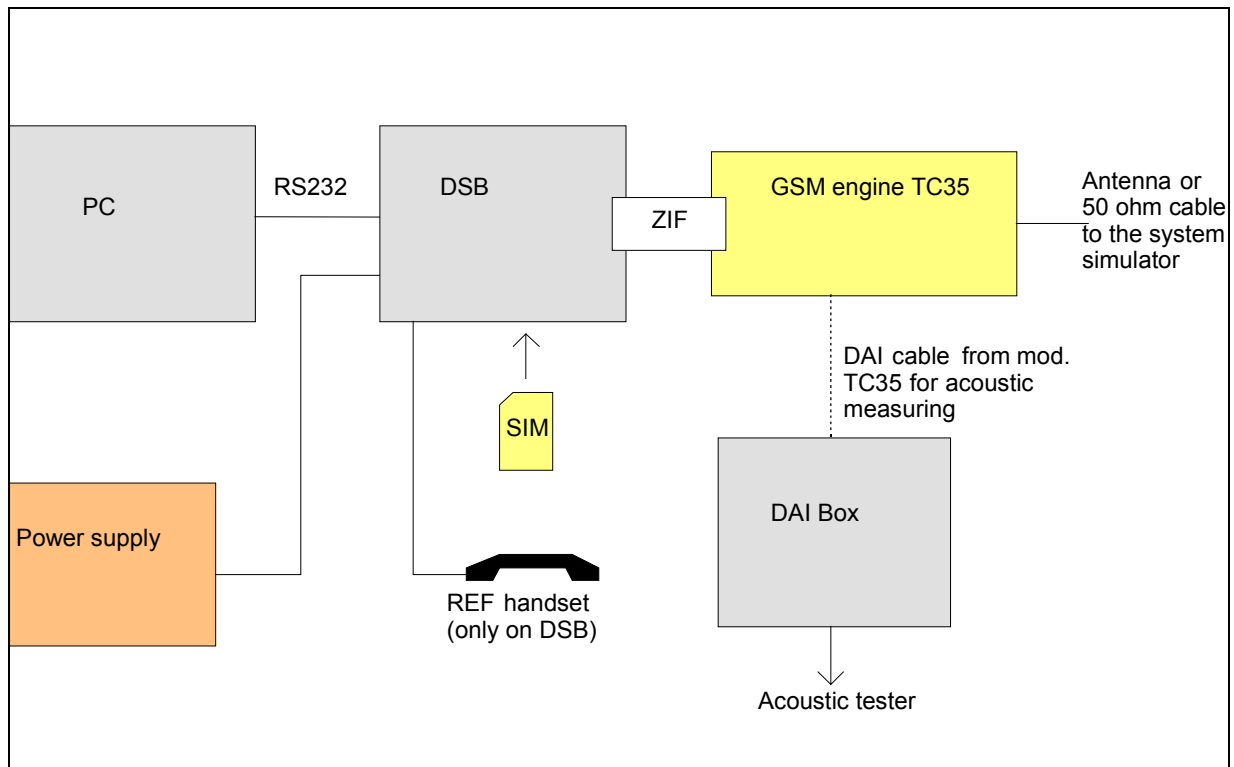 PC
RS232
DSB
ZIF
GSM engine TC35
Antenna or
50 ohm cable
to the system
simulator
DAI cable from mod.
TC35 for acoustic
measuring
SIM
Power supply
DAI Box
REF handset
(only on DSB)
Acoustic tester